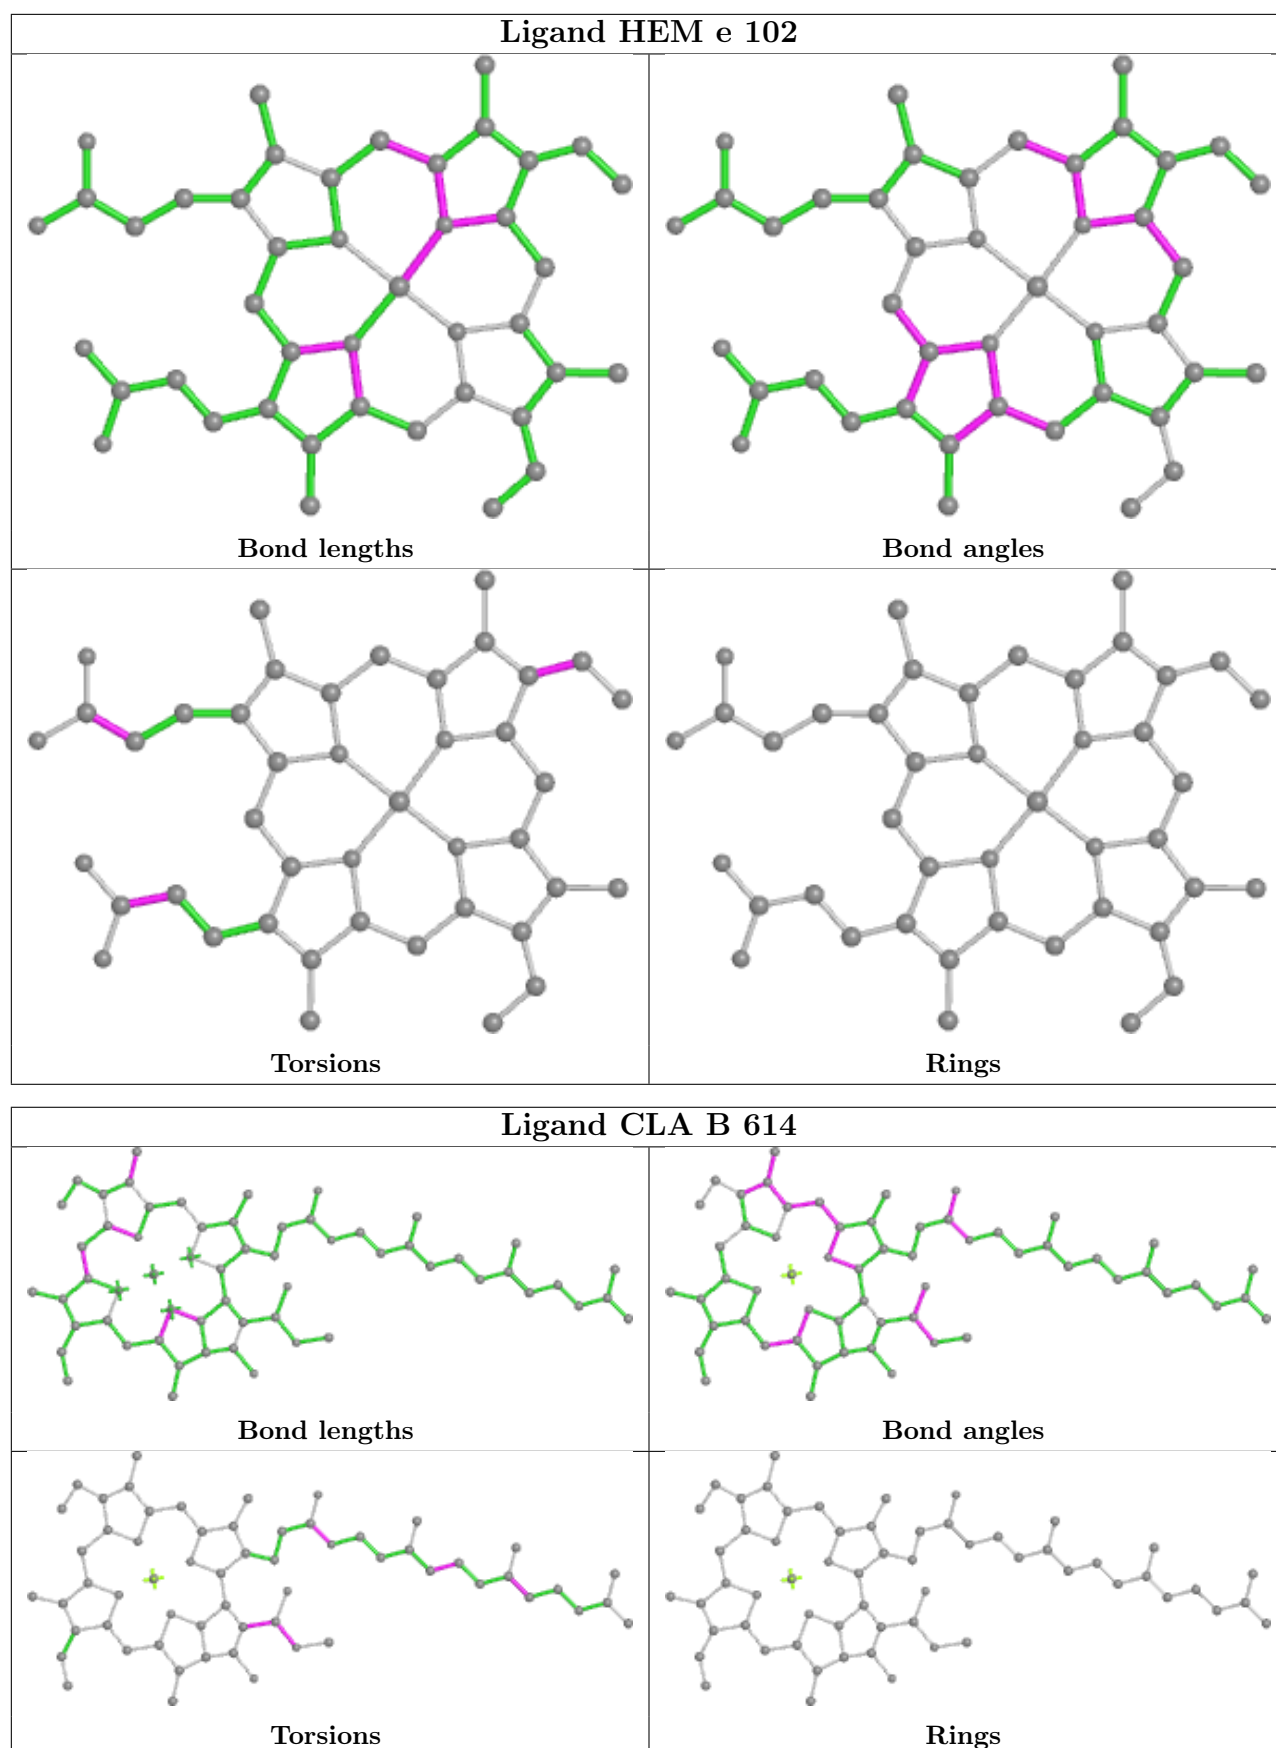 Ligand HEM e 102
Bond lengths
Bond angles
Torsions
Rings
Ligand CLA B 614
Bond lengths
Bond angles
Torsions
Rings